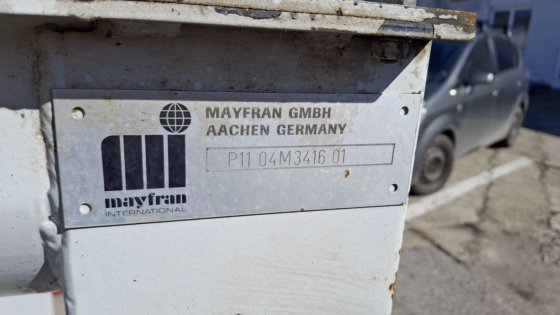 MAYFRAN GMBH
AACHEN GERMANY
P11 04M3416 01
mayfran
INTERNATIONAL